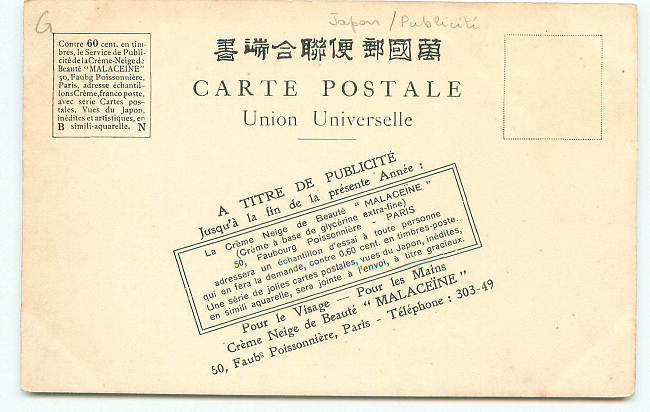 G
Japon / Publicité
Contre 60 cent. en tim-
bres, le Service de Publi-
cité de la Crème-Neige de
Beauté "MALACEÏNE"
50, Faubg Poissonnière,
Paris, adresse échantil-
lons Crème, franco poste,
avec série Cartes pos-
tales, Vues du Japon,
inédites et artistiques, en
B simili-aquarelle. N
萬國郵便聯合端書
CARTE POSTALE
Union Universelle
A TITRE DE PUBLICITÉ
Jusqu'à la fin de la présente Année :
La Crème Neige de Beauté "MALACEÏNE"
(Crème à base de glycérine extra-fine)
50, Faubourg Poissonnière - PARIS
adressera un échantillon d'essai à toute personne
qui en fera la demande, contre 0.60 cent. en timbres-poste.
Une série de jolies cartes postales, vues du Japon, inédites,
en simili aquarelle, sera jointe à l'envoi, à titre gracieux.
Pour le Visage — Pour les Mains
Crème Neige de Beauté "MALACEÏNE"
50, Faubg Poissonnière, Paris - Téléphone : 303-49